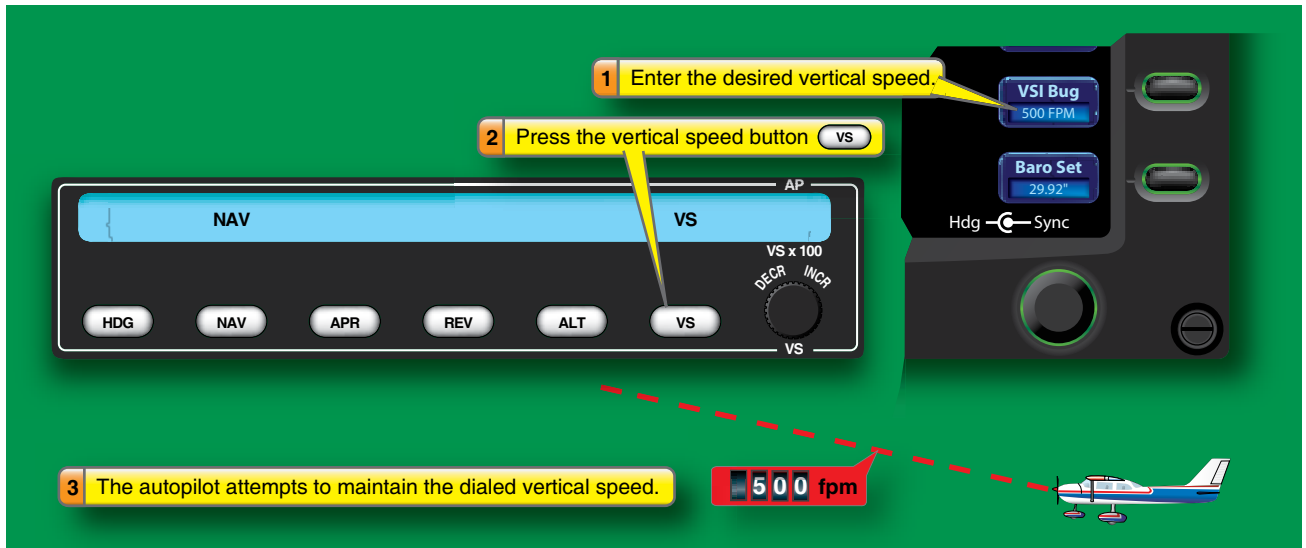 1 Enter the desired vertical speed.
VSI Bug
500 FPM
2 Press the vertical speed button VS
Baro Set
29.92"
Hdg Sync
AP
NAV VS
VS x 100
DECR INCR
HDG NAV APR REV ALT VS
VS
3 The autopilot attempts to maintain the dialed vertical speed.
500 fpm